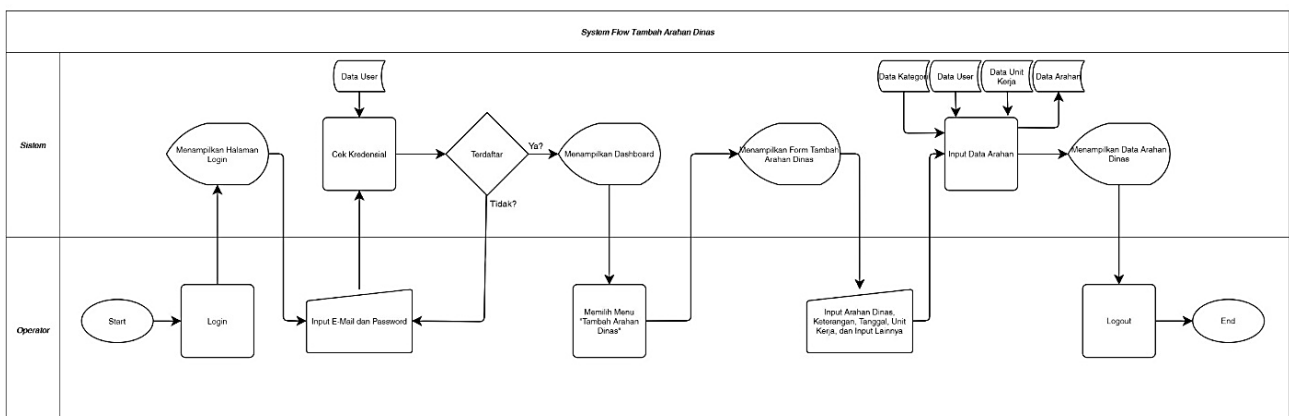 System Flow Tambah Arahan Dinas
Sistem
Data User
Data Kategori
Data User
Data Unit
Kerja
Data Arahan
Menampilkan Halaman
Login
Cek Kredensial
Terdaftar
Ya?
Tidak?
Menampilkan Dashboard
Menampilkan Form Tambah
Arahan Dinas
Input Data Arahan
Menampilkan Data Arahan
Dinas
Operator
Start
Login
Input E-Mail dan Password
Memilih Menu
"Tambah Arahan
Dinas"
Input Arahan Dinas,
Keterangan, Tanggal, Unit
Kerja, dan Input Lainnya
Logout
End